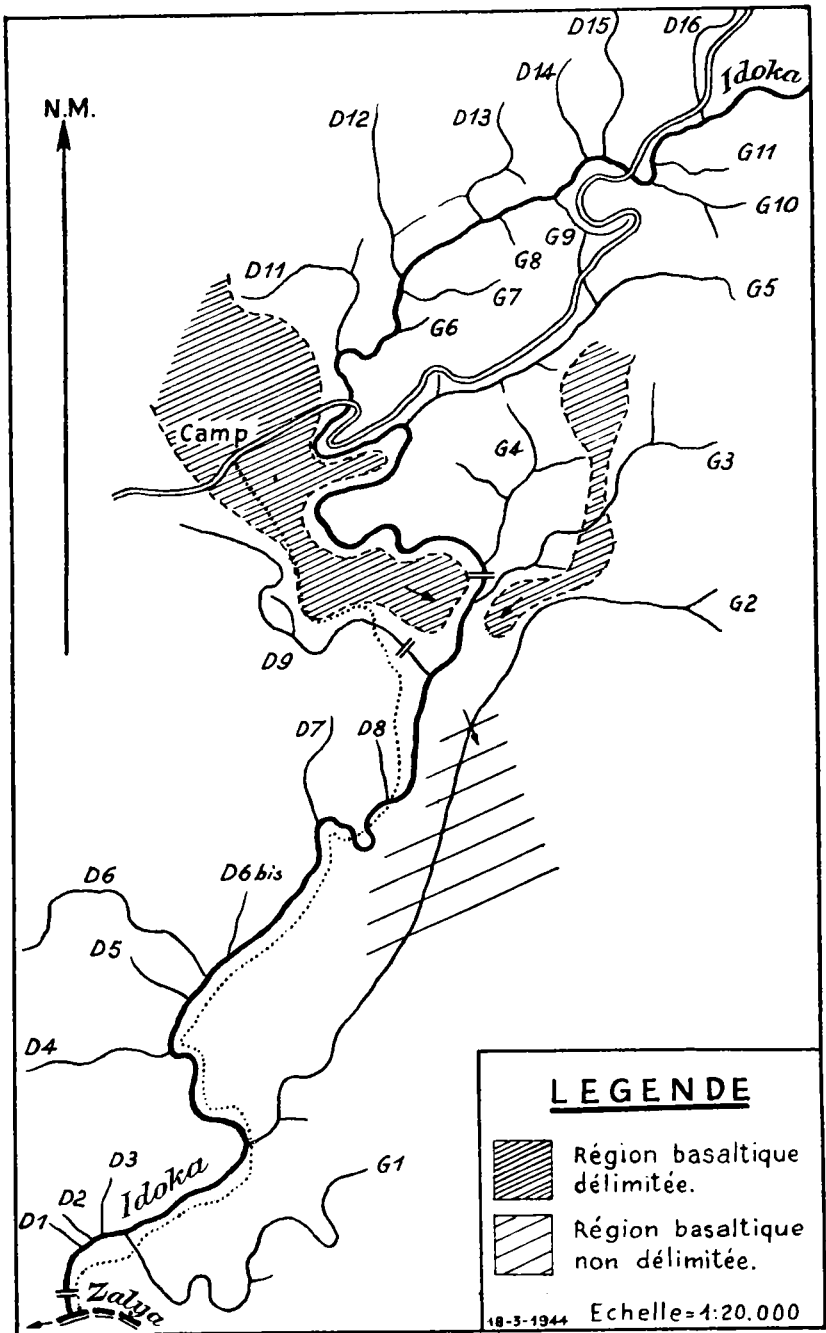 D15
D16
Idoka
D14
N.M.
D12
D13
G11
G10
G9
G8
D11
G7
G5
G6
Camp
G4
G3
G2
D9
D7
D8
D6
D6 bis
D5
D4
LEGENDE
Région basaltique
délimitée.
Région basaltique
non délimitée.
Echelle=1:20.000
18-3-1944
D3
Idoka
G1
D2
D1
Zalya